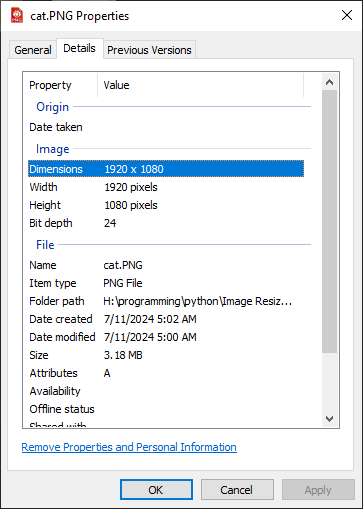 cat.PNG Properties
General Details Previous Versions
Property Value
Origin
Date taken
Image
Dimensions 1920 x 1080
Width 1920 pixels
Height 1080 pixels
Bit depth 24
File
Name cat.PNG
Item type PNG File
Folder path H:\programming\python\Image Resiz...
Date created 7/11/2024 5:02 AM
Date modified 7/11/2024 5:00 AM
Size 3.18 MB
Attributes A
Availability
Offline status
Shared with
Remove Properties and Personal Information
OK Cancel Apply